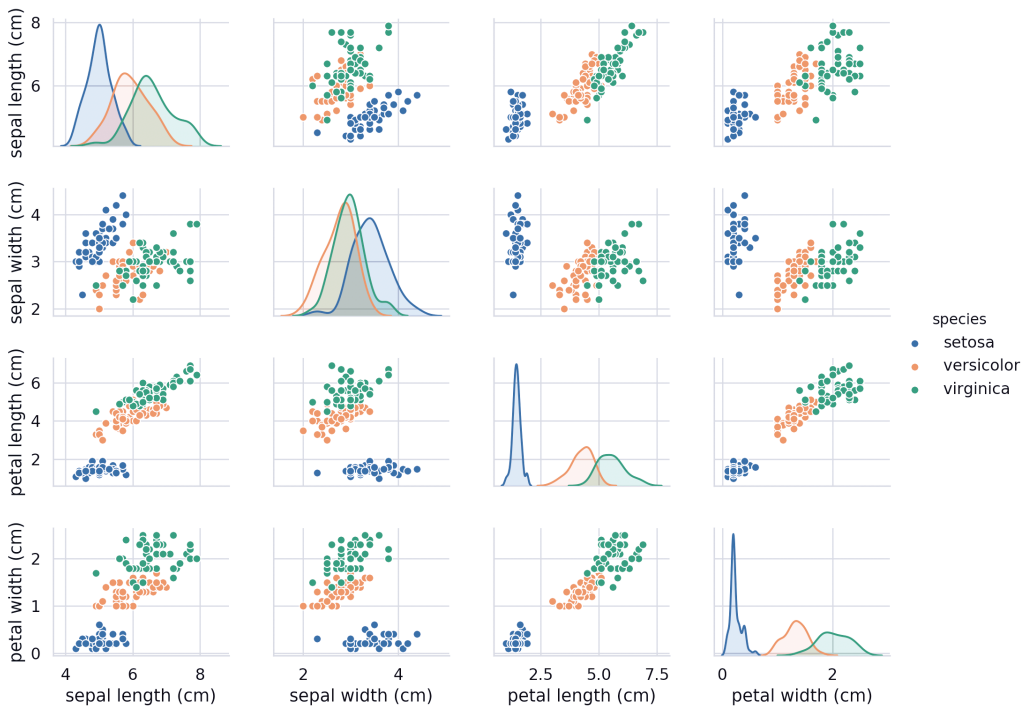 sepal length (cm)
8
6
sepal width (cm)
4
3
2
petal length (cm)
6
4
2
petal width (cm)
2
1
0
4
6
8
sepal length (cm)
2
4
sepal width (cm)
2.5
5.0
7.5
petal length (cm)
0
2
petal width (cm)
species
setosa
versicolor
virginica